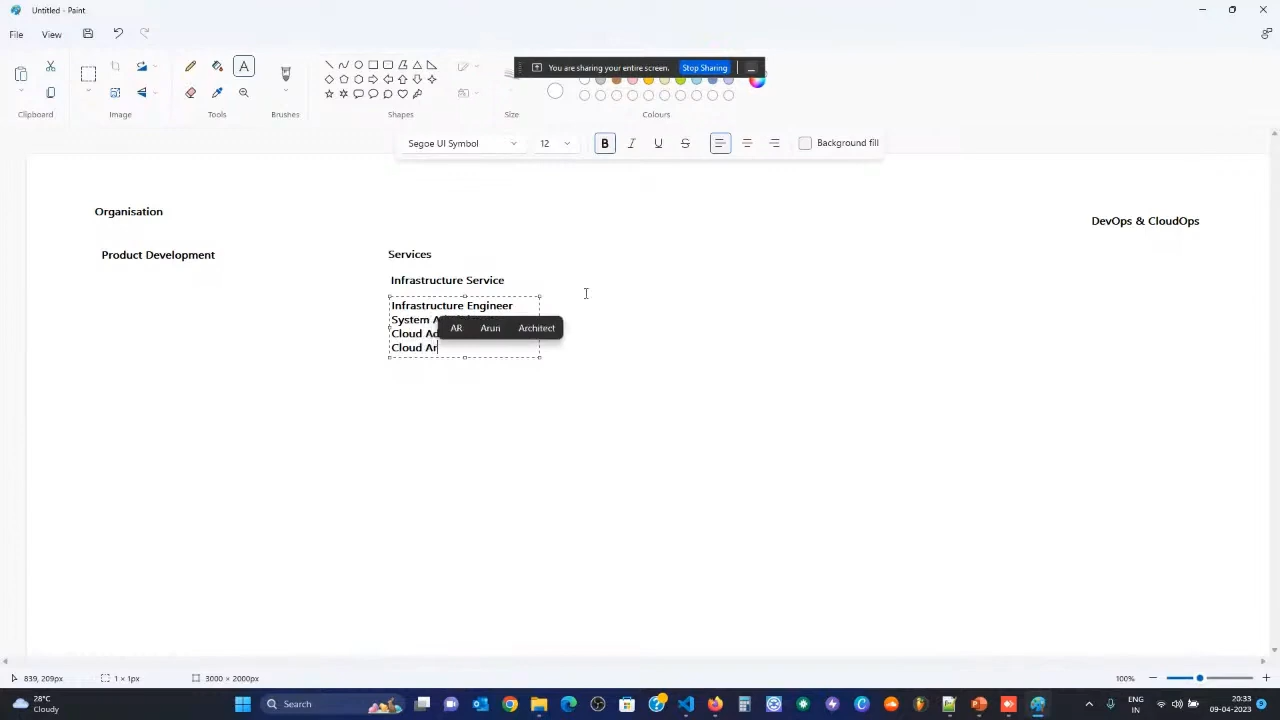 Untitled - Paint
File View
You are sharing your entire screen. Stop Sharing
Clipboard Image Tools Brushes Shapes Size Colours
Segoe UI Symbol 12 B I U S Background fill
Organisation
DevOps & CloudOps
Product Development Services
Infrastructure Service
Infrastructure Engineer
System A
AR Arun Architect
Cloud Ad
Cloud Ar
839, 209px 1 × 1px 3000 × 2000px 100%
28°C
Cloudy
Search
ENG
IN
20:33
09-04-2023